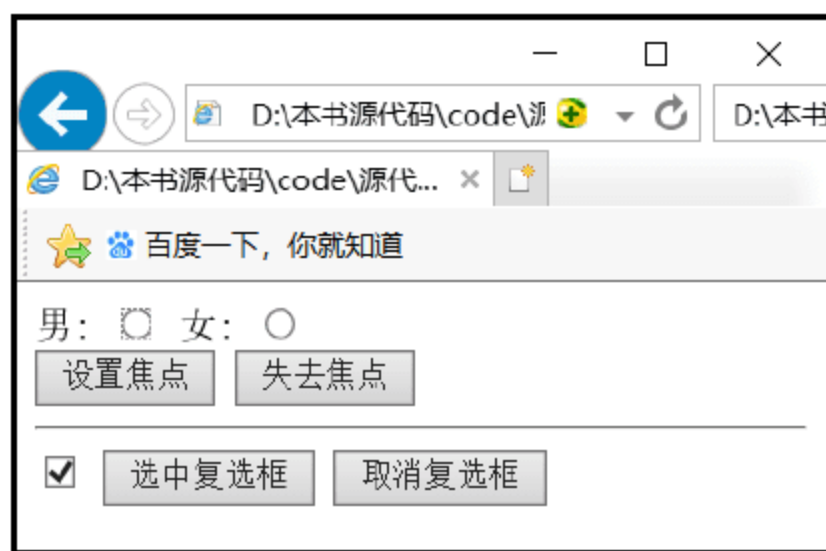 D:\本书源代码\code\源 D:\本书
D:\本书源代码\code\源代...
百度一下，你就知道
男： 女：
设置焦点 失去焦点
选中复选框 取消复选框